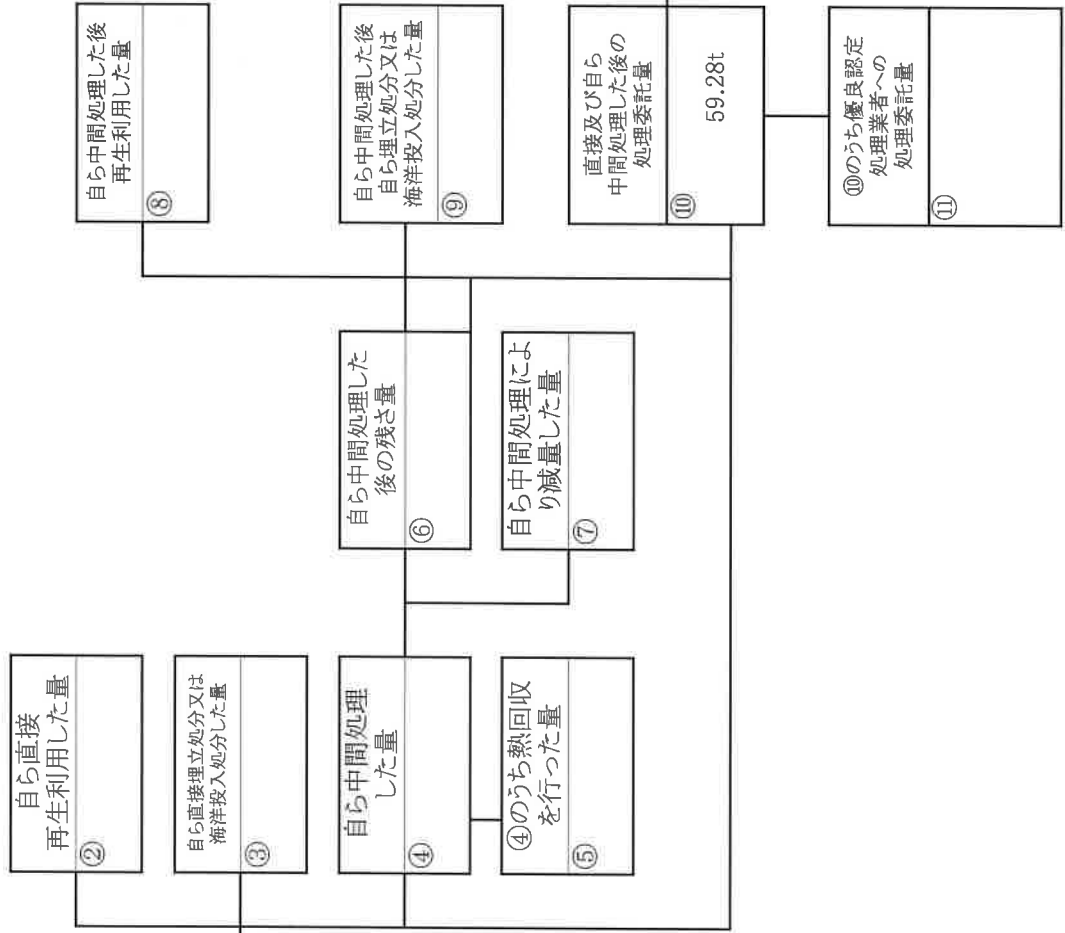 自ら直接
再生利用した量
②
自ら直接埋立処分又は
海洋投入処分した量
③
自ら中間処理
した量
④
④のうち熱回収
を行った量
⑤
自ら中間処理した
後の残さ量
⑥
自ら中間処理によ
り減量した量
⑦
自ら中間処理した後
再生利用した量
⑧
自ら中間処理した後
自ら埋立処分又は
海洋投入処分した量
⑨
直接及び自ら
中間処理した後の
処理委託量
⑩
59.28t
⑩のうち優良認定
処理業者への
処理委託量
⑪